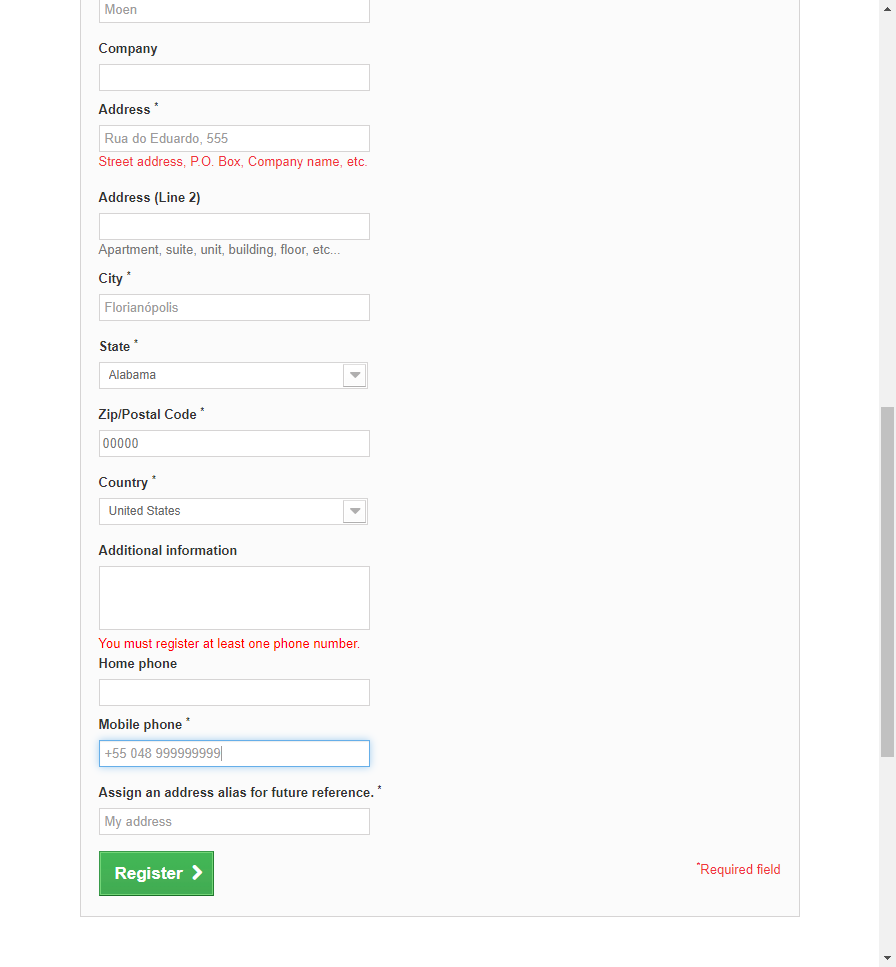 Moen
Company
Address *
Rua do Eduardo, 555
Street address, P.O. Box, Company name, etc.
Address (Line 2)
Apartment, suite, unit, building, floor, etc...
City *
Florianópolis
State *
Alabama
Zip/Postal Code *
00000
Country *
United States
Additional information
You must register at least one phone number.
Home phone
Mobile phone *
+55 048 999999999
Assign an address alias for future reference. *
My address
Register
*Required field